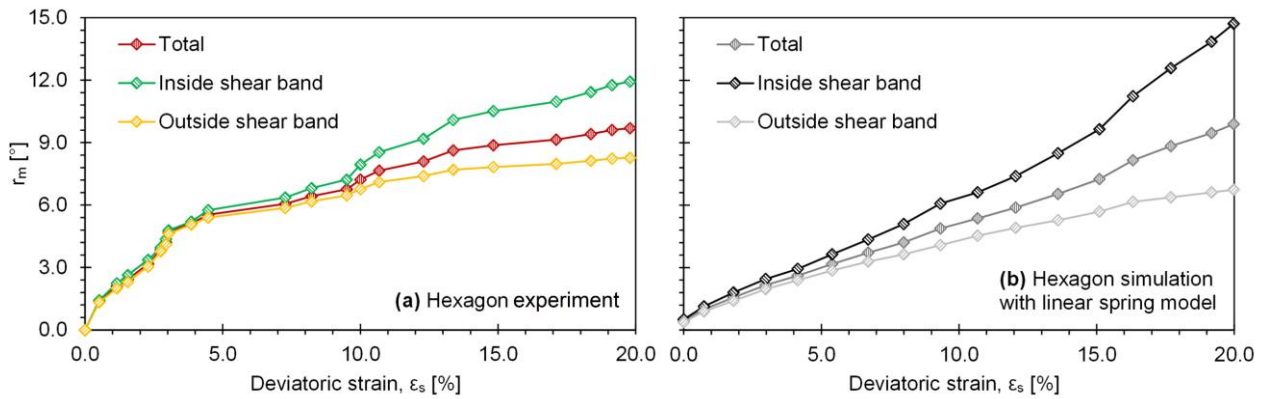 15.0
12.0
9.0
6.0
3.0
0.0
r_m [°]
Total
Inside shear band
Outside shear band
(a) Hexagon experiment
0.0 5.0 10.0 15.0 20.0
Deviatoric strain, εₛ [%]
Total
Inside shear band
Outside shear band
(b) Hexagon simulation
with linear spring model
0.0 5.0 10.0 15.0 20.0
Deviatoric strain, εₛ [%]